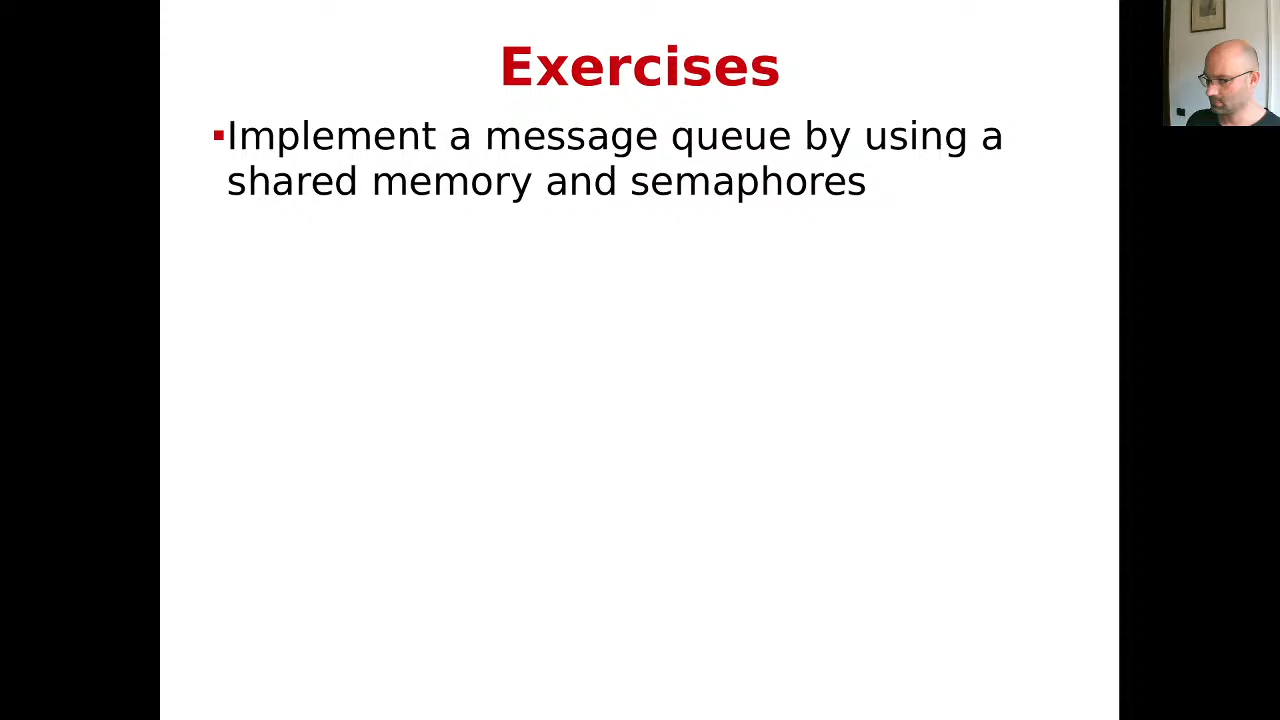 Exercises
▪Implement a message queue by using a
shared memory and semaphores